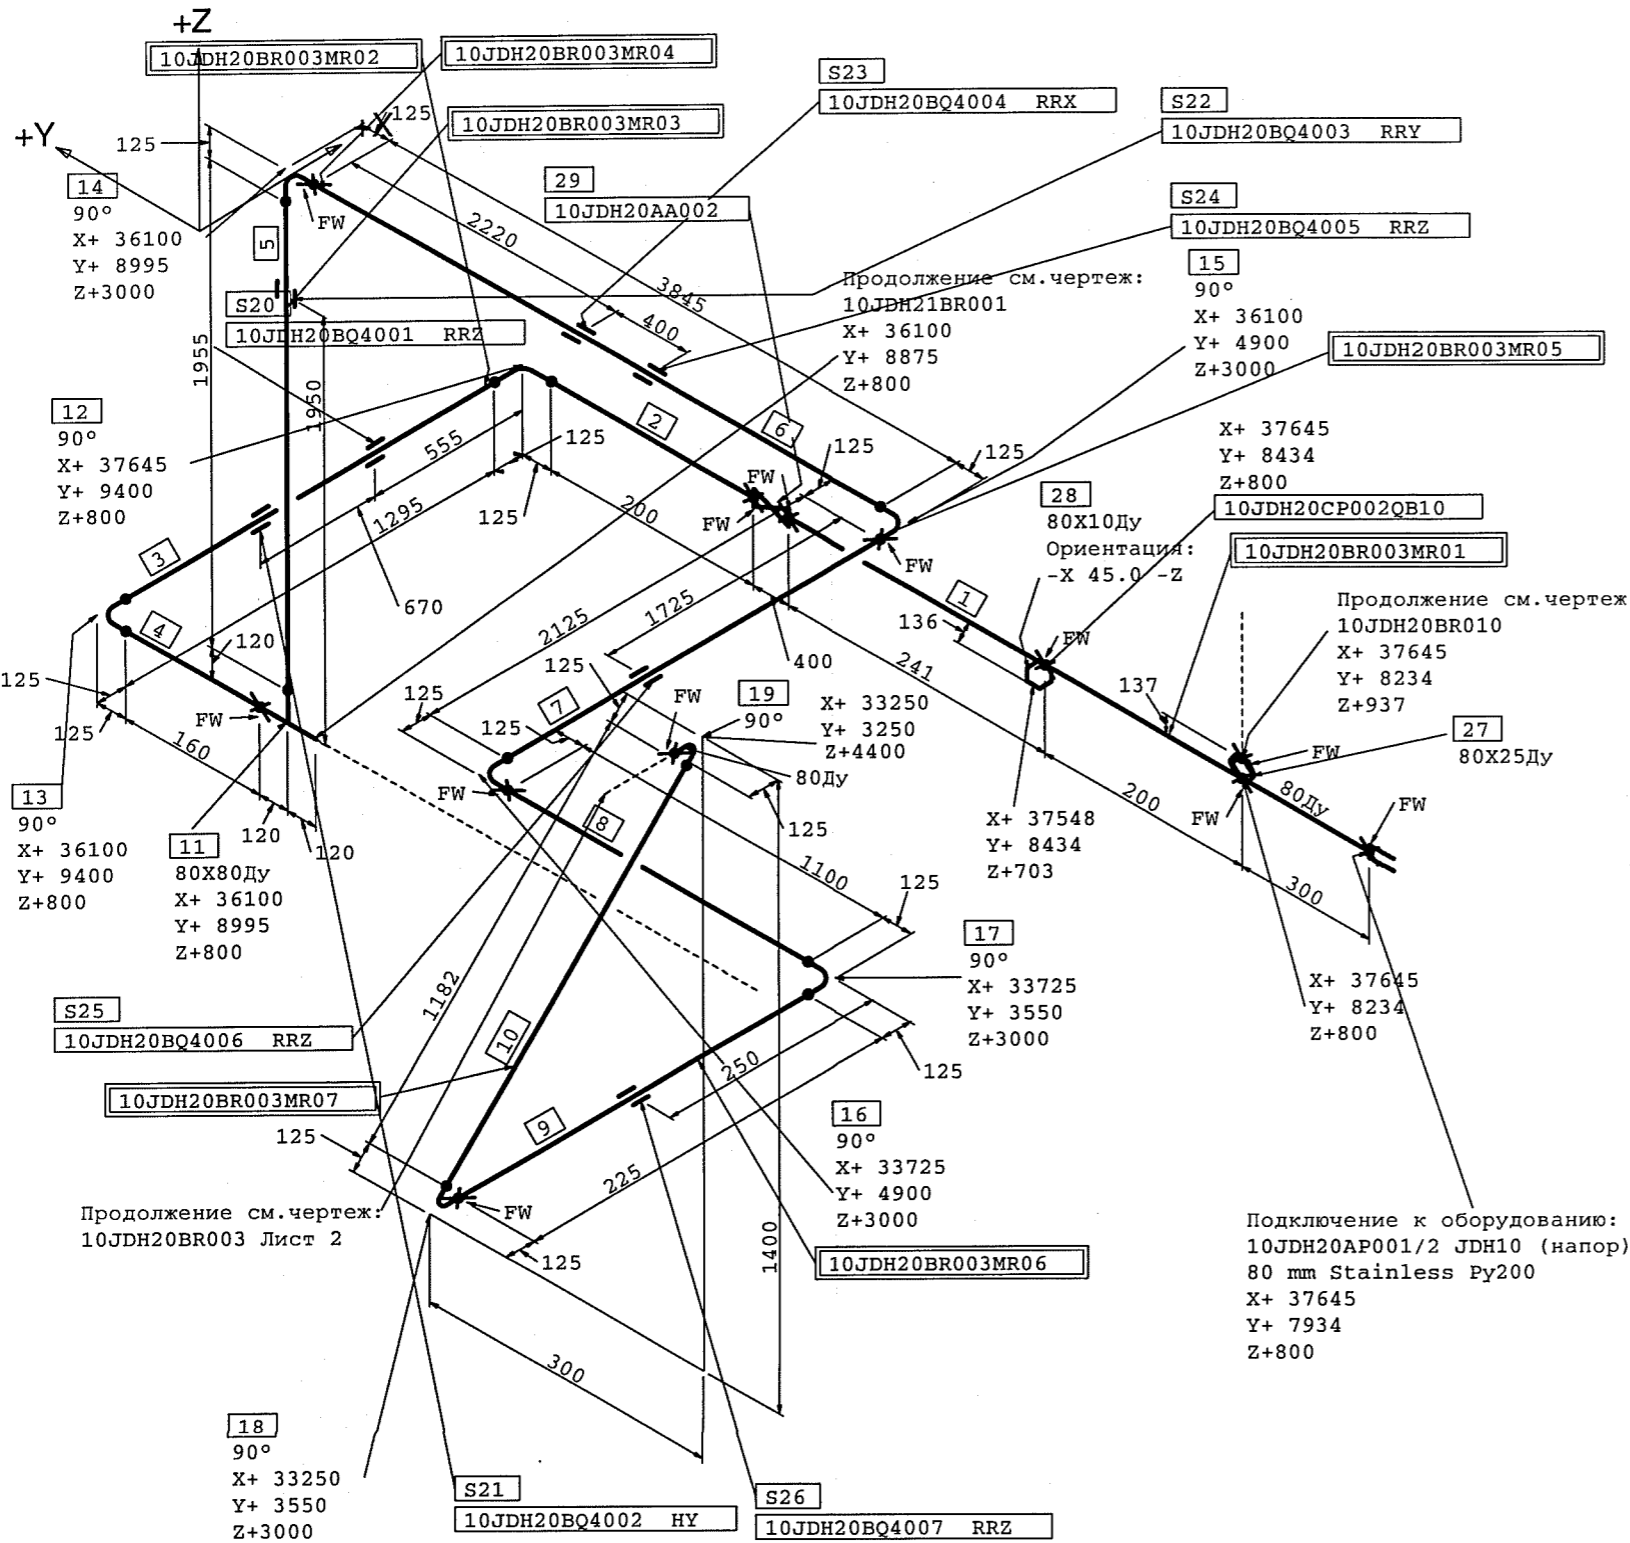 +Z
10JDH20BR003MR02
10JDH20BR003MR04
S23
10JDH20BQ4004 RRX
S22
10JDH20BQ4003 RRY
+X
125
10JDH20BR003MR03
+Y
125
14
90°
X+ 36100
Y+ 8995
Z+3000
FW
5
29
10JDH20AA002
S24
10JDH20BQ4005 RRZ
2220
3845
400
Продолжение см.чертеж:
10JDH21BR001
X+ 36100
Y+ 8875
Z+800
15
90°
X+ 36100
Y+ 4900
Z+3000
10JDH20BR003MR05
S20
10JDH20BQ4001 RRZ
1955
1950
12
90°
X+ 37645
Y+ 9400
Z+800
555
125
2
6
125
125
FW
FW
1295
125
200
28
80X10Ду
Ориентация:
-X 45.0 -Z
X+ 37645
Y+ 8434
Z+800
10JDH20CP002QB10
10JDH20BR003MR01
FW
3
670
4
120
125
125
2125
1725
400
1
136
FW
241
137
Продолжение см.чертеж
10JDH20BR010
X+ 37645
Y+ 8234
Z+937
27
80X25Ду
FW
FW
160
125
125
125
7
FW
19
90°
X+ 33250
Y+ 3250
Z+4400
80Ду
FW
8
125
200
80Ду
FW
FW
13
90°
X+ 36100
Y+ 9400
Z+800
120
120
11
80X80Ду
X+ 36100
Y+ 8995
Z+800
X+ 37548
Y+ 8434
Z+703
1100
125
300
17
90°
X+ 33725
Y+ 3550
Z+3000
X+ 37645
Y+ 8234
Z+800
1182
S25
10JDH20BQ4006 RRZ
10
250
125
10JDH20BR003MR07
125
9
16
90°
X+ 33725
Y+ 4900
Z+3000
225
Продолжение см.чертеж:
10JDH20BR003 Лист 2
FW
125
1400
10JDH20BR003MR06
Подключение к оборудованию:
10JDH20AP001/2 JDH10 (напор)
80 mm Stainless Py200
X+ 37645
Y+ 7934
Z+800
300
18
90°
X+ 33250
Y+ 3550
Z+3000
S21
10JDH20BQ4002 HY
S26
10JDH20BQ4007 RRZ